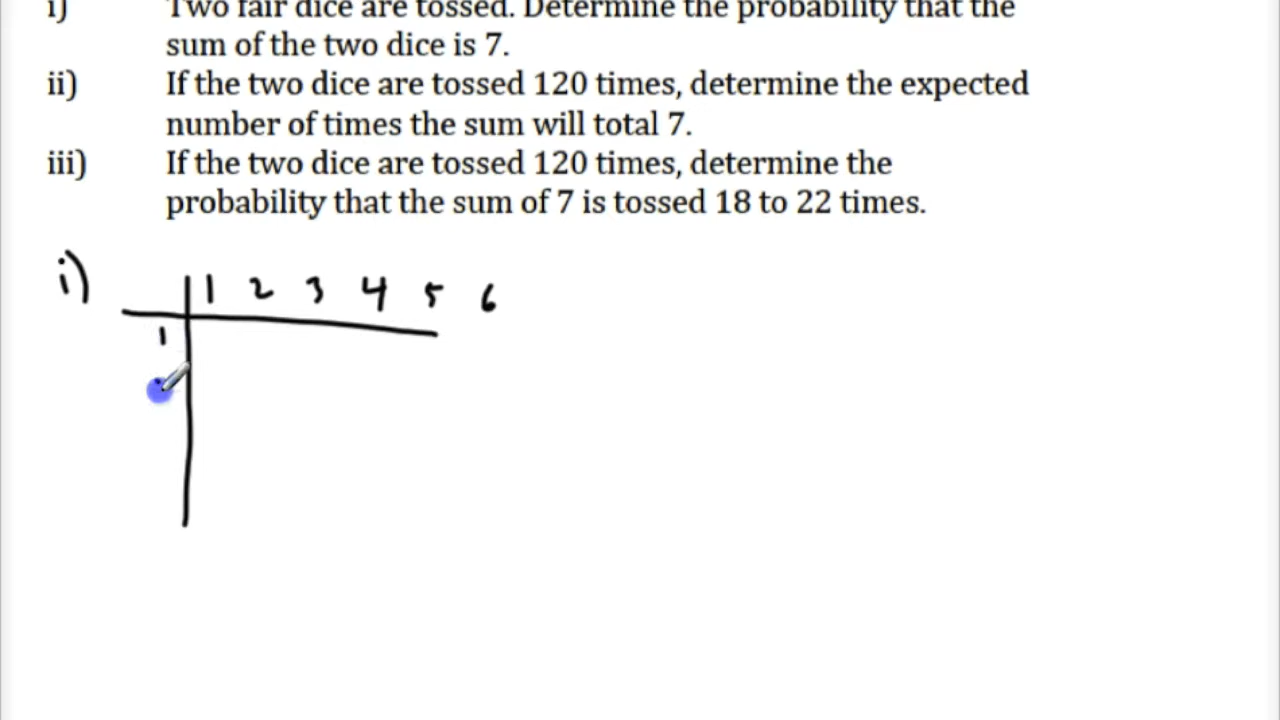 i) Two fair dice are tossed. Determine the probability that the
sum of the two dice is 7.
ii) If the two dice are tossed 120 times, determine the expected
number of times the sum will total 7.
iii) If the two dice are tossed 120 times, determine the
probability that the sum of 7 is tossed 18 to 22 times.
i) 1 2 3 4 5 6
1